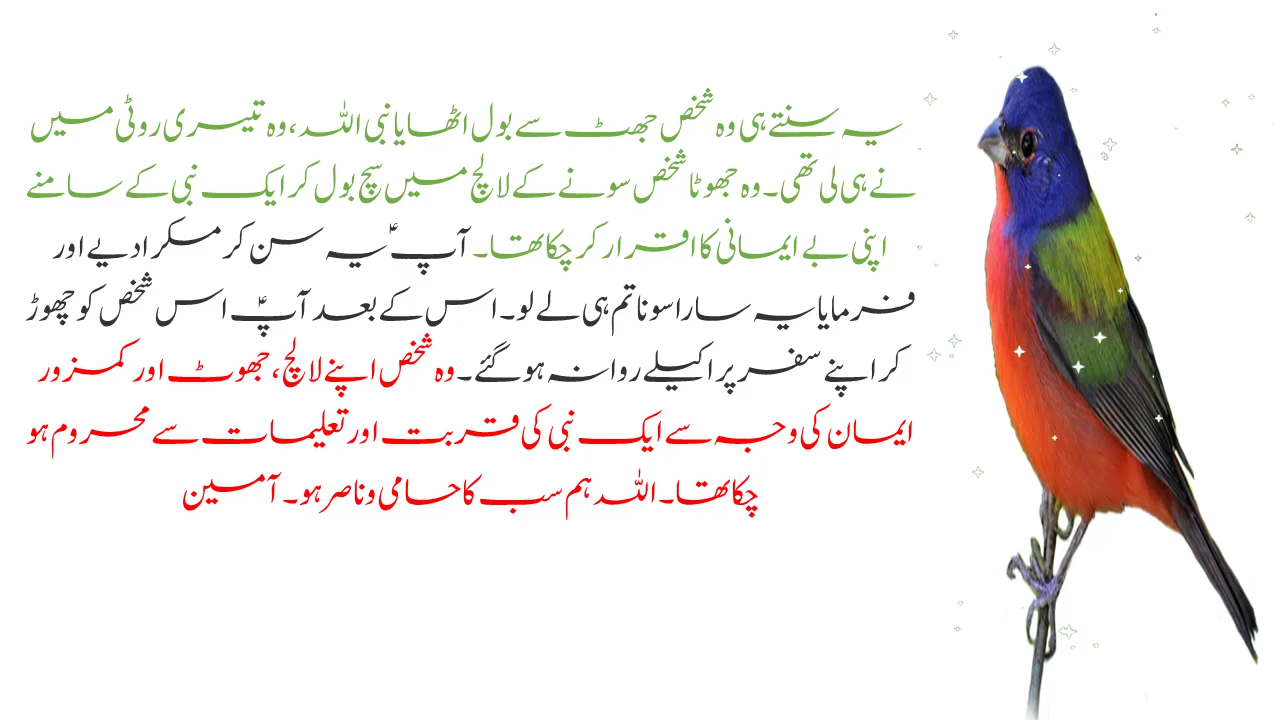 یہ سنتے ہی وہ شخص جھٹ سے بول اٹھا یا نبی اللہ، وہ تیسری روٹی میں
نے ہی لی تھی۔ وہ جھوٹا شخص سونے کے لالچ میں سچ بول کر ایک نبی کے سامنے
اپنی بے ایمانی کا اقرار کر چکا تھا۔ آپؑ یہ سن کر مسکرا دیے اور
فرمایا یہ سارا سونا تم ہی لے لو۔ اس کے بعد آپؑ اس شخص کو چھوڑ
کر اپنے سفر پر اکیلے روانہ ہو گئے۔ وہ شخص اپنے لالچ، جھوٹ اور کمزور
ایمان کی وجہ سے ایک نبی کی قربت اور تعلیمات سے محروم ہو
چکا تھا۔ اللہ ہم سب کا حامی و ناصر ہو۔ آمین